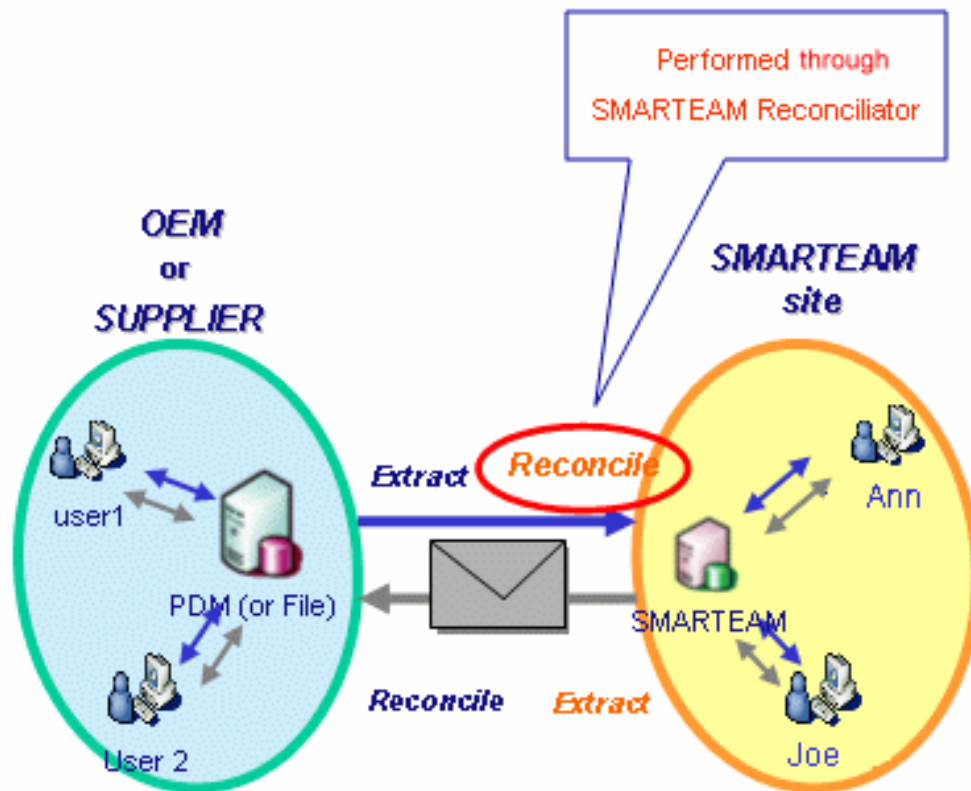 Performed through
SMARTEAM Reconciliator
OEM
or
SUPPLIER
SMARTEAM
site
Extract
Reconcile
user1
PDM (or File)
User 2
Ann
SMARTEAM
Joe
Reconcile
Extract